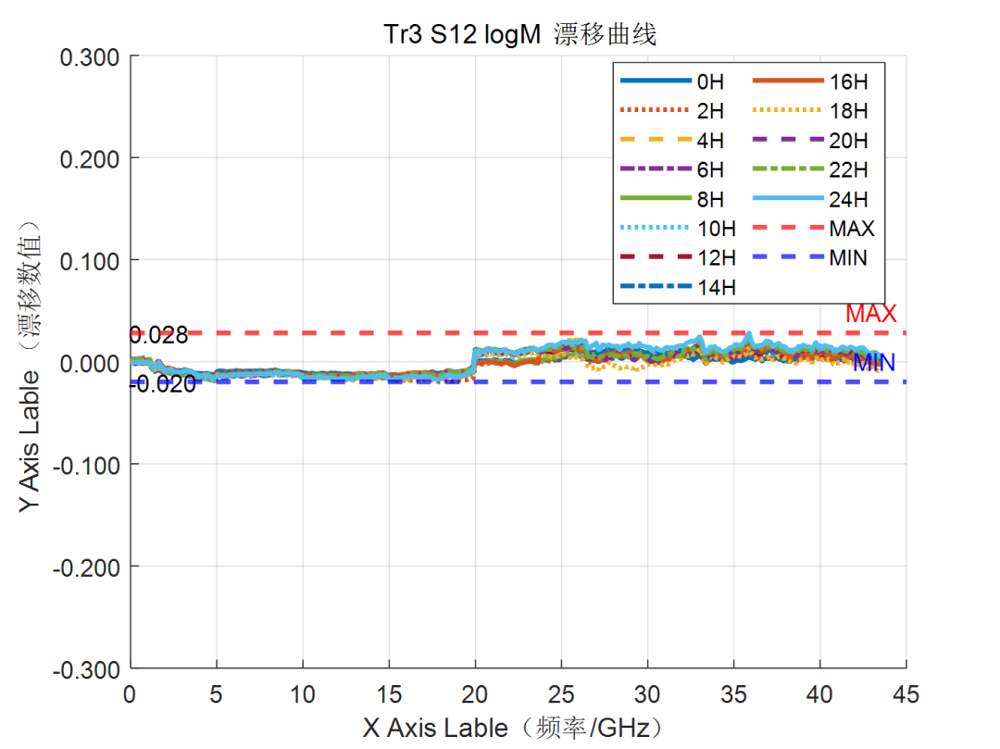 Tr3 S12 logM 漂移曲线
0.300
0.200
0.100
0.000
-0.100
-0.200
-0.300
Y Axis Lable（漂移数值）
0H
2H
4H
6H
8H
10H
12H
14H
16H
18H
20H
22H
24H
MAX
MIN
MAX
0.028
MIN
-0.020
0 5 10 15 20 25 30 35 40 45
X Axis Lable（频率/GHz）